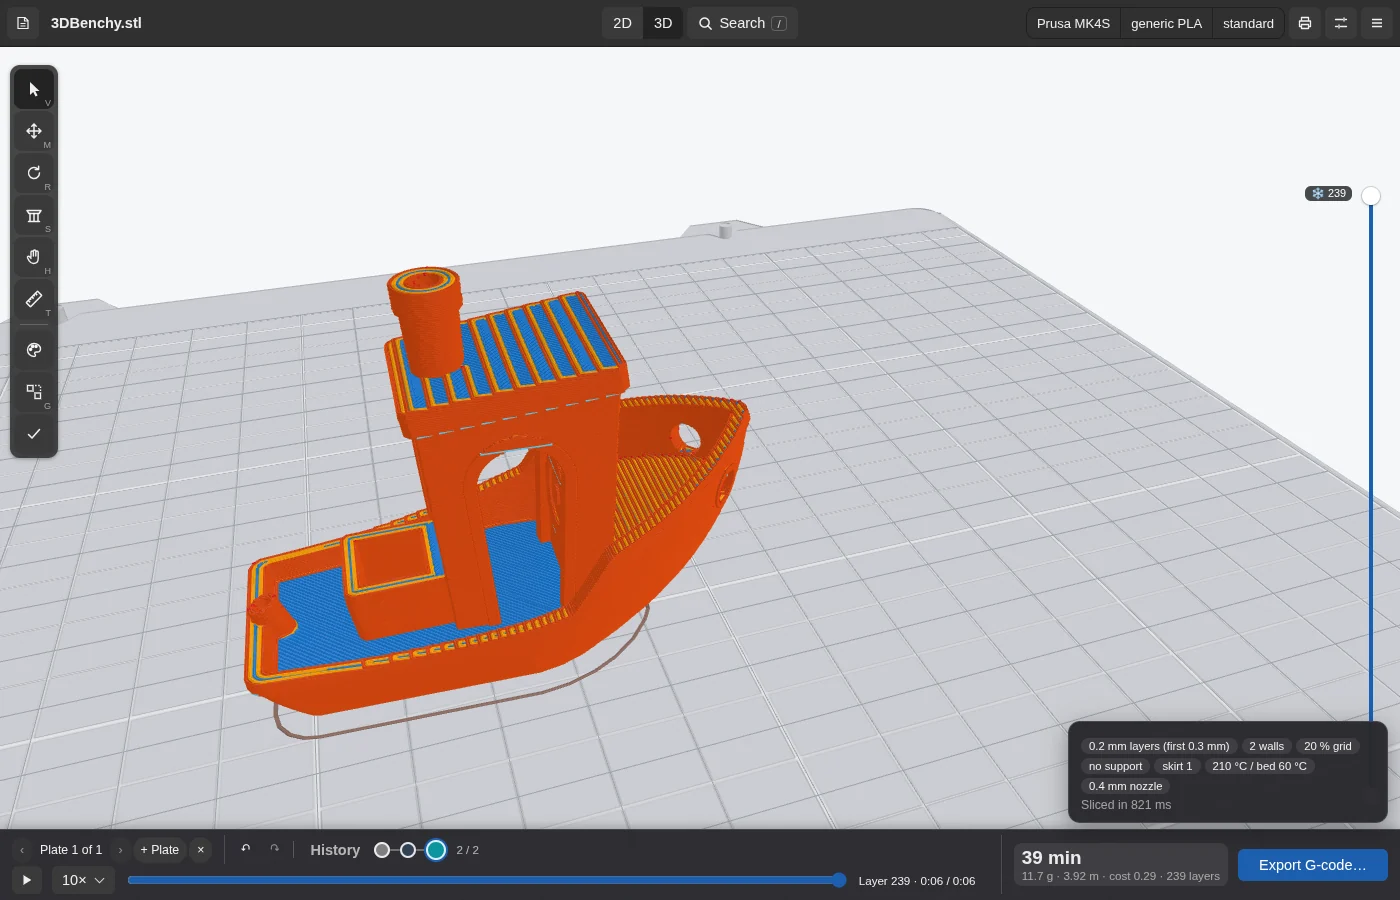 3DBenchy.stl
2D 3D Search /
Prusa MK4S generic PLA standard
V
M
R
S
H
T
G
239
0.2 mm layers (first 0.3 mm) 2 walls 20 % grid
no support skirt 1 210 °C / bed 60 °C
0.4 mm nozzle
Sliced in 821 ms
‹ Plate 1 of 1 › + Plate × History 2 / 2
10× Layer 239 · 0:06 / 0:06
39 min
11.7 g · 3.92 m · cost 0.29 · 239 layers
Export G-code…